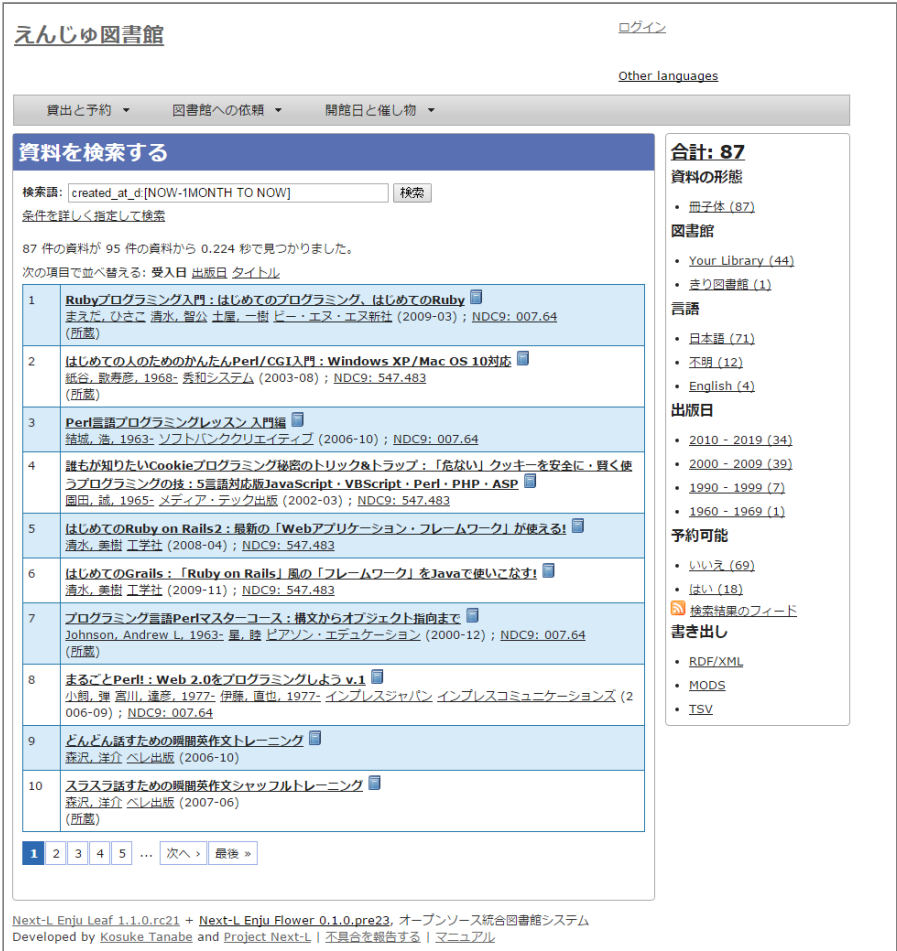 えんじゅ図書館
ログイン
Other languages
貸出と予約 ▼ 図書館への依頼 ▼ 開館日と催し物 ▼
資料を検索する
検索語: created_at_d:[NOW-1MONTH TO NOW] 検索
条件を詳しく指定して検索
87 件の資料が 95 件の資料から 0.224 秒で見つかりました。
次の項目で並べ替える: 受入日 出版日 タイトル
1 Rubyプログラミング入門 : はじめてのプログラミング、はじめてのRuby
まえだ, ひさこ 清水, 智公 土屋, 一樹 ビー・エヌ・エヌ新社 (2009-03) ; NDC9: 007.64
(所蔵)
2 はじめての人のためのかんたんPerl/CGI入門 : Windows XP/Mac OS 10対応
紙谷, 歌寿彦, 1968- 秀和システム (2003-08) ; NDC9: 547.483
(所蔵)
3 Perl言語プログラミングレッスン 入門編
結城, 浩, 1963- ソフトバンククリエイティブ (2006-10) ; NDC9: 007.64
4 誰もが知りたいCookieプログラミング秘密のトリック&トラップ : 「危ない」クッキーを安全に・賢く使
うプログラミングの技 : 5言語対応版JavaScript・VBScript・Perl・PHP・ASP
園田, 誠, 1965- メディア・テック出版 (2002-03) ; NDC9: 547.483
5 はじめてのRuby on Rails2 : 最新の「Webアプリケーション・フレームワーク」が使える!
清水, 美樹 工学社 (2008-04) ; NDC9: 547.483
6 はじめてのGrails : 「Ruby on Rails」風の「フレームワーク」をJavaで使いこなす!
清水, 美樹 工学社 (2009-11) ; NDC9: 547.483
7 プログラミング言語Perlマスターコース : 構文からオブジェクト指向まで
Johnson, Andrew L, 1963- 星, 睦 ピアソン・エデュケーション (2000-12) ; NDC9: 007.64
(所蔵)
8 まるごとPerl! : Web 2.0をプログラミングしよう v.1
小飼, 弾 宮川, 達彦, 1977- 伊藤, 直也, 1977- インプレスジャパン インプレスコミュニケーションズ (2
006-09) ; NDC9: 007.64
9 どんどん話すための瞬間英作文トレーニング
森沢, 洋介 ベレ出版 (2006-10)
10 スラスラ話すための瞬間英作文シャッフルトレーニング
森沢, 洋介 ベレ出版 (2007-06)
(所蔵)
1 2 3 4 5 … 次へ › 最後 »
合計: 87
資料の形態
• 冊子体 (87)
図書館
• Your Library (44)
• きり図書館 (1)
言語
• 日本語 (71)
• 不明 (12)
• English (4)
出版日
• 2010 - 2019 (34)
• 2000 - 2009 (39)
• 1990 - 1999 (7)
• 1960 - 1969 (1)
予約可能
• いいえ (69)
• はい (18)
検索結果のフィード
書き出し
• RDF/XML
• MODS
• TSV
Next-L Enju Leaf 1.1.0.rc21 + Next-L Enju Flower 0.1.0.pre23, オープンソース統合図書館システム
Developed by Kosuke Tanabe and Project Next-L | 不具合を報告する | マニュアル